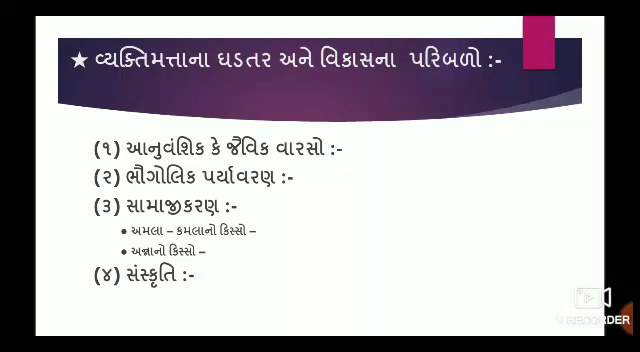 ★ વ્યક્તિમત્તાના ઘડતર અને વિકાસના પરિબળો :-
(૧) આનુવંશિક કે જૈવિક વારસો :-
(૨) ભૌગોલિક પર્યાવરણ :-
(૩) સામાજીકરણ :-
• અમલા – કમલાનો કિસ્સો –
• અન્નાનો કિસ્સો –
(૪) સંસ્કૃતિ :-
V RECORDER